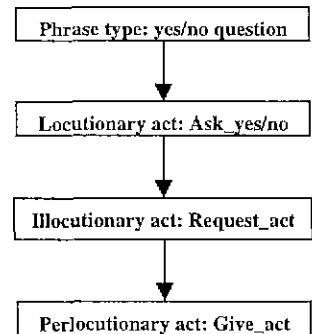 Phrase type: yes/no question
Locutionary act: Ask_yes/no
Illocutionary act: Request_act
Perlocutionary act: Give_act